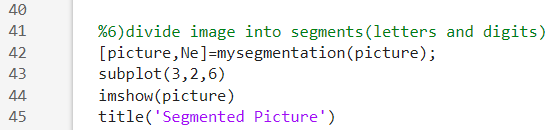 40
41 %6)divide image into segments(letters and digits)
42 [picture,Ne]=mysegmentation(picture);
43 subplot(3,2,6)
44 imshow(picture)
45 title('Segmented Picture')